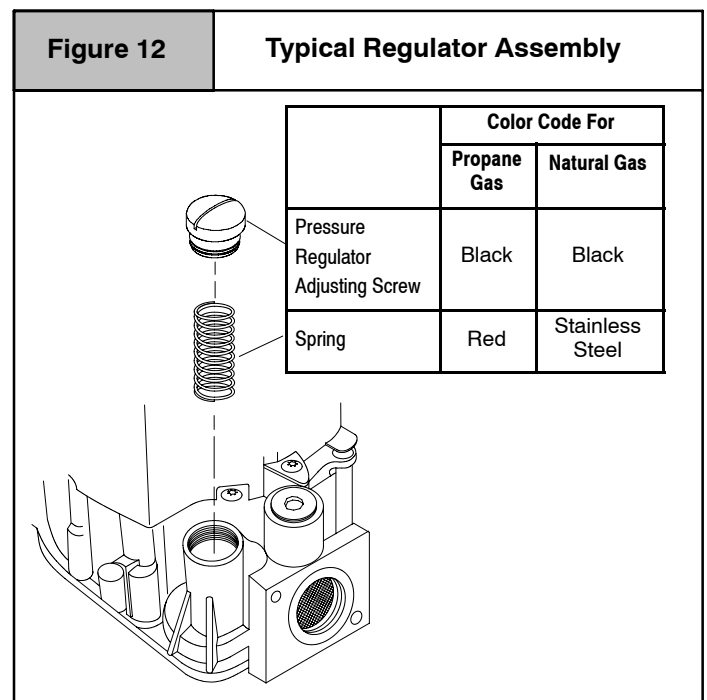 Figure 12
Typical Regulator Assembly
Color Code For
Propane
Gas
Natural Gas
Pressure
Regulator
Adjusting Screw
Black
Black
Spring
Red
Stainless
Steel